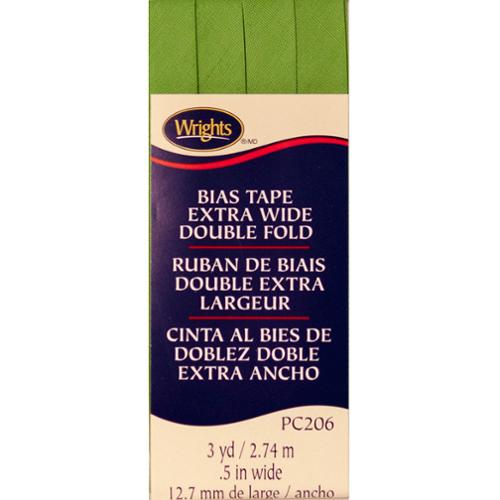 Wrights
®/MD
BIAS TAPE
EXTRA WIDE
DOUBLE FOLD
RUBAN DE BIAIS
DOUBLE EXTRA
LARGEUR
CINTA AL BIES DE
DOBLEZ DOBLE
EXTRA ANCHO
PC206
3 yd / 2.74 m
.5 in wide
12.7 mm de large / ancho